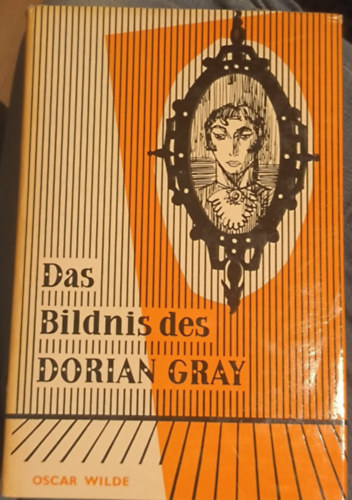 Das
Bildnis des
DORIAN GRAY
OSCAR WILDE